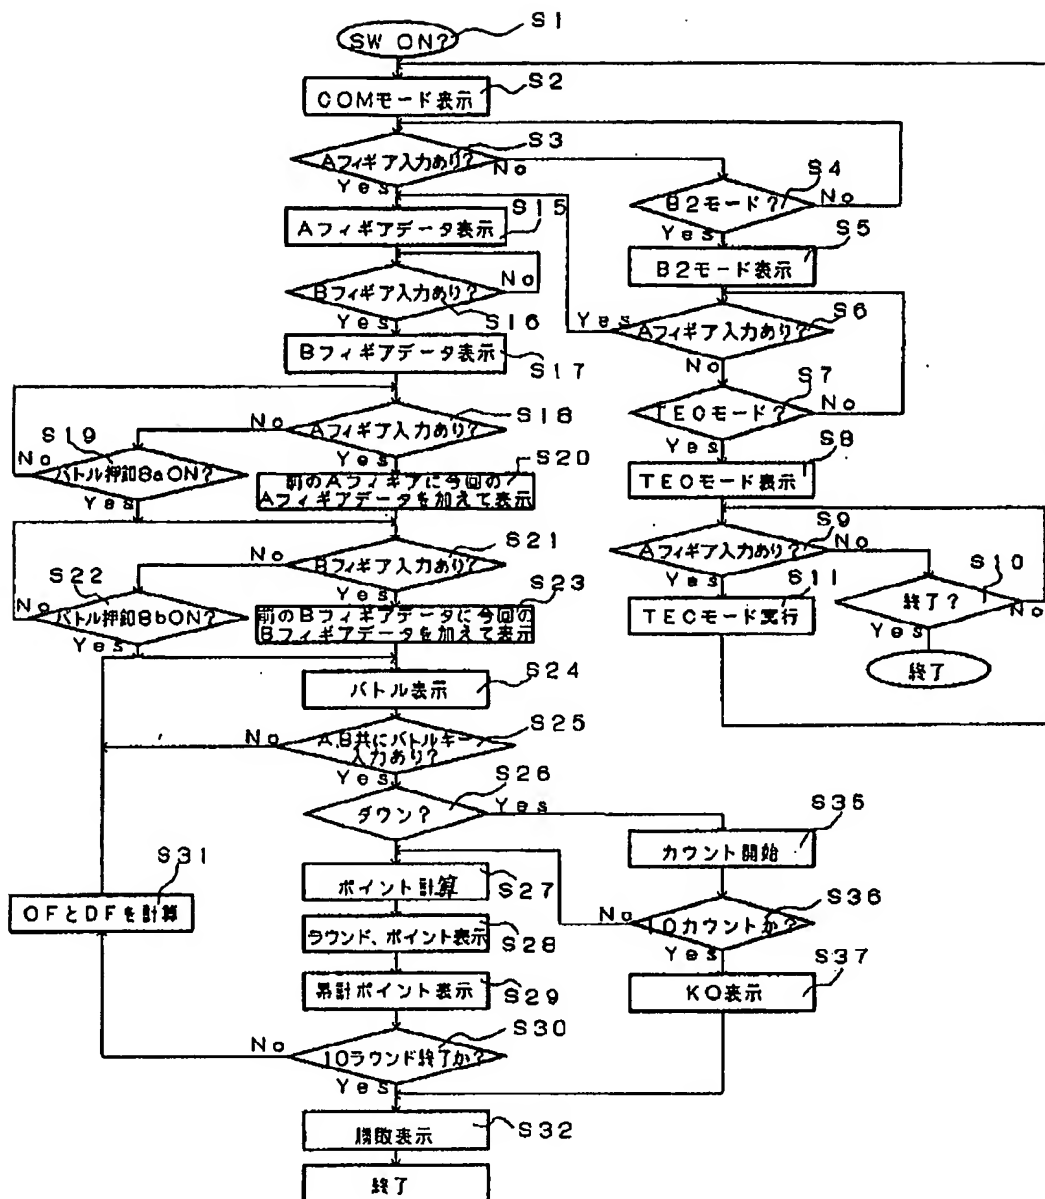 S1
SW ON?
S2
COMモード表示
S3
Aフィギア入力あり?
No
Yes
S4
B2モード?
No
Yes
S15
Aフィギアデータ表示
S5
B2モード表示
No
Bフィギア入力あり?
S16
Yes
S6
Aフィギア入力あり?
Yes
No
Bフィギアデータ表示
S17
S7
TECモード?
No
Yes
S18
Aフィギア入力あり?
No
Yes
S19
バトル押釦8aON?
No
Yes
S20
前のAフィギアに今回の?
Aフィギアデータを加えて表示
S8
TECモード表示
S9
Aフィギア入力あり?
No
Yes
S21
Bフィギア入力あり?
No
Yes
S22
バトル押釦8bON?
No
Yes
S23
前のBフィギアデータに今回の
Bフィギアデータを加えて表示
S10
終了?
No
Yes
終了
S11
TECモード実行
S24
バトル表示
S25
A,B共にバトルキー
入力あり?
No
Yes
S26
ダウン?
Yes
S35
カウント開始
S27
ポイント計算
S36
10カウントか?
No
Yes
S31
OFとDFを計算
S28
ラウンド、ポイント表示
S37
KO表示
S29
累計ポイント表示
S30
10ラウンド終了か?
No
Yes
S32
勝敗表示
終了